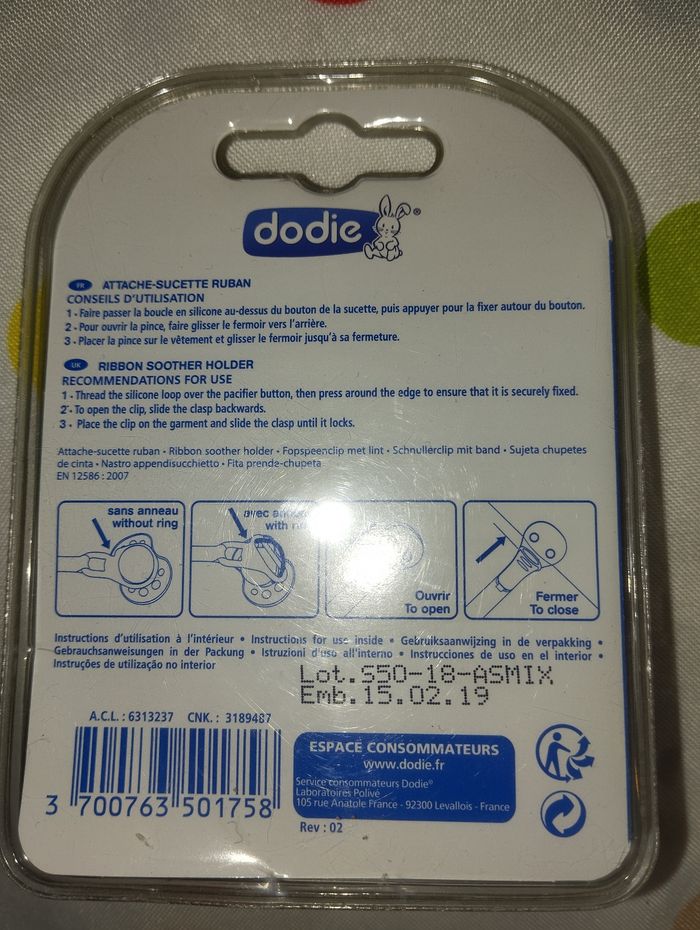 dodie®
FR ATTACHE-SUCETTE RUBAN
CONSEILS D'UTILISATION
1 - Faire passer la boucle en silicone au-dessus du bouton de la sucette, puis appuyer pour la fixer autour du bouton.
2 - Pour ouvrir la pince, faire glisser le fermoir vers l'arrière.
3 - Placer la pince sur le vêtement et glisser le fermoir jusqu'à sa fermeture.
UK RIBBON SOOTHER HOLDER
RECOMMENDATIONS FOR USE
1 - Thread the silicone loop over the pacifier button, then press around the edge to ensure that it is securely fixed.
2 - To open the clip, slide the clasp backwards.
3 - Place the clip on the garment and slide the clasp until it locks.
Attache-sucette ruban • Ribbon soother holder • Fopspeenclip met lint • Schnullerclip mit band • Sujeta chupetes
de cinta • Nastro appendisucchietto • Fita prende-chupeta
EN 12586 : 2007
sans anneau
without ring
avec
with
Ouvrir
To open
Fermer
To close
Instructions d'utilisation à l'intérieur • Instructions for use inside • Gebruiksaanwijzing in de verpakking •
Gebrauchsanweisungen in der Packung • Istruzioni d'uso all'interno • Instrucciones de uso en el interior •
Instruções de utilização no interior
Lot.S50-18-ASMIX
Emb.15.02.19
A.C.L. : 6313237 CNK. : 3189487
3 700763 501758
ESPACE CONSOMMATEURS
www.dodie.fr
Service consommateurs Dodie®
Laboratoires Polivé
105 rue Anatole France - 92300 Levallois - France
Rev : 02